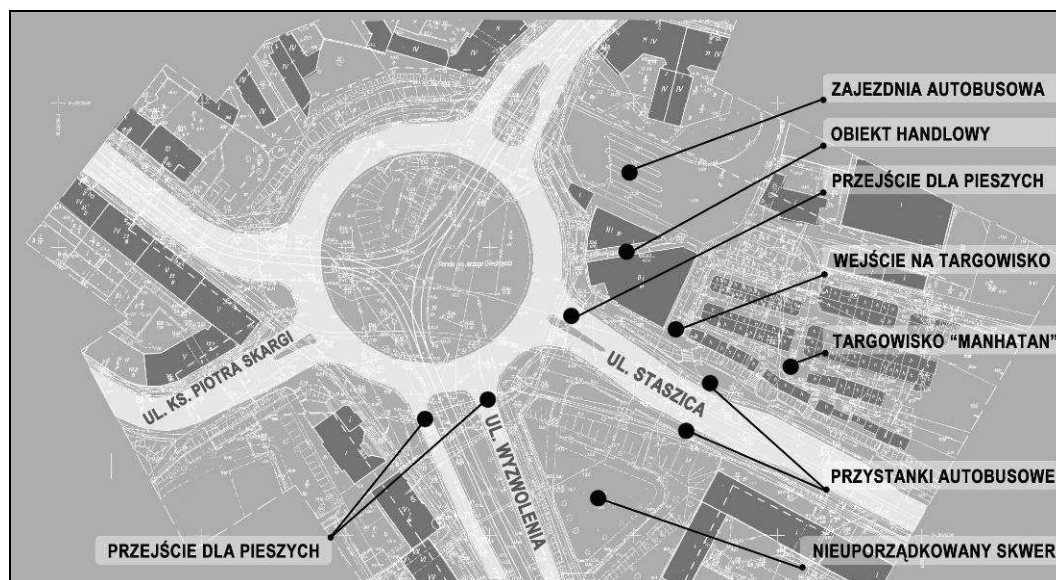 ZAJEZDNIA AUTOBUSOWA
OBIEKT HANDLOWY
PRZEJŚCIE DLA PIESZYCH
WEJŚCIE NA TARGOWISKO
TARGOWISKO “MANHATAN”
UL. KS. PIOTRA SKARGI
UL. STASZICA
UL. WYZWOLENIA
PRZYSTANKI AUTOBUSOWE
PRZEJŚCIE DLA PIESZYCH
NIEUPORZĄDKOWANY SKWER